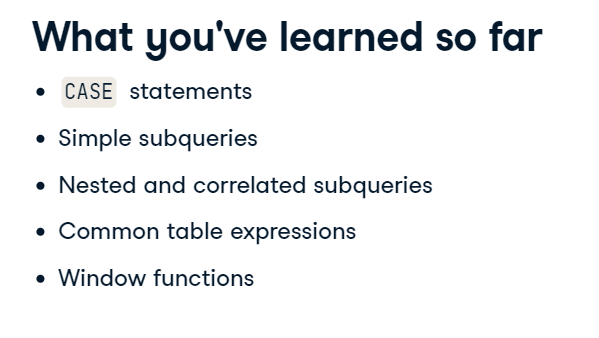 What you've learned so far
• CASE statements
• Simple subqueries
• Nested and correlated subqueries
• Common table expressions
• Window functions